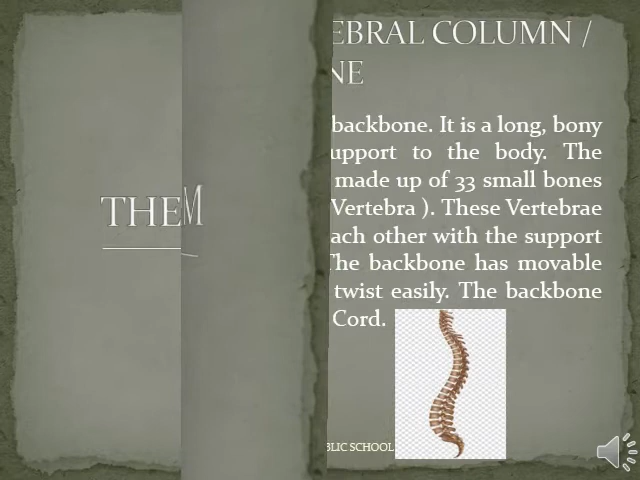 EBRAL COLUMN /
NE
backbone. It is a long, bony
upport to the body. The
made up of 33 small bones
Vertebra ). These Vertebrae
ach other with the support
The backbone has movable
twist easily. The backbone
Cord.
THEM
BLIC SCHOOL